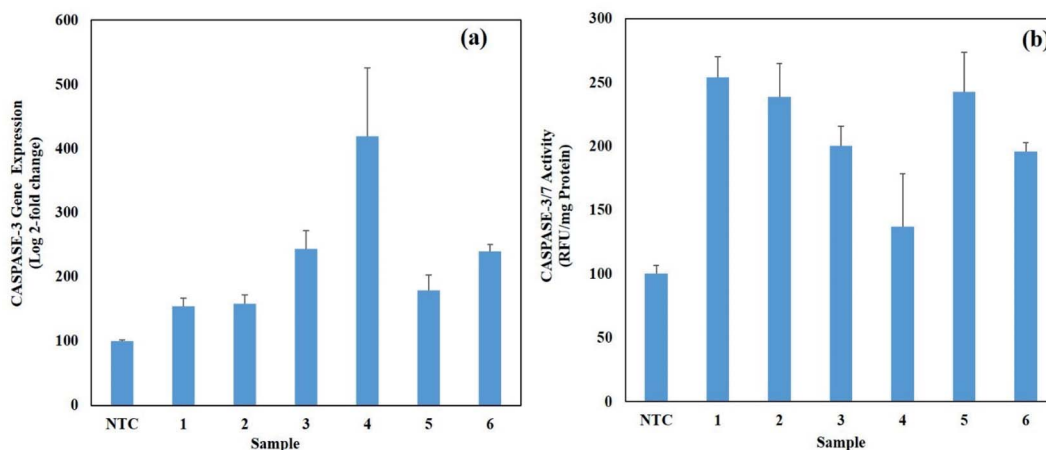 (a)
CASPASE-3 Gene Expression
(Log 2-fold change)
600
500
400
300
200
100
0
NTC 1 2 3 4 5 6
Sample
(b)
CASPASE-3/7 Activity
(RFU/mg Protein)
300
250
200
150
100
50
0
NTC 1 2 3 4 5 6
Sample